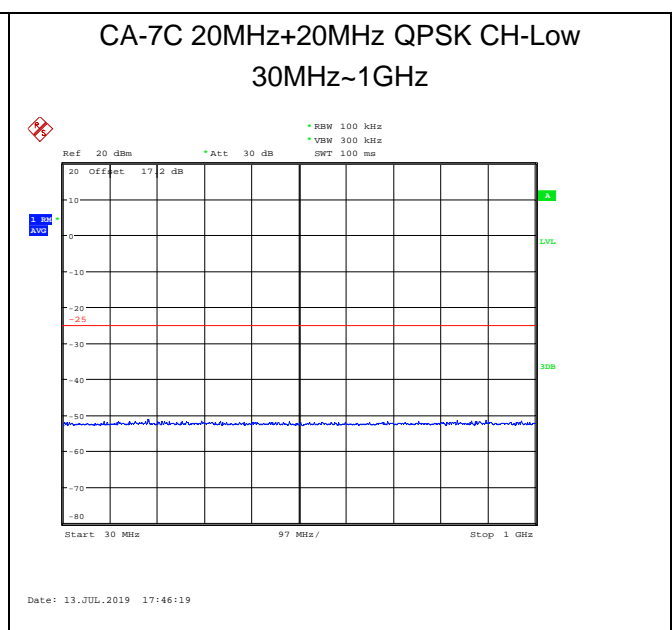 CA-7C 20MHz+20MHz QPSK CH-Low
30MHz~1GHz
R S
* RBW 100 kHz
* VBW 300 kHz
Ref 20 dBm * Att 30 dB SWT 100 ms
20 Offset 17.2 dB
A
10
1 RM *
AVG
0
LVL
-10
-20
-25
-30
3DB
-40
-50
-60
-70
-80
Start 30 MHz 97 MHz/ Stop 1 GHz
Date: 13.JUL.2019 17:46:19